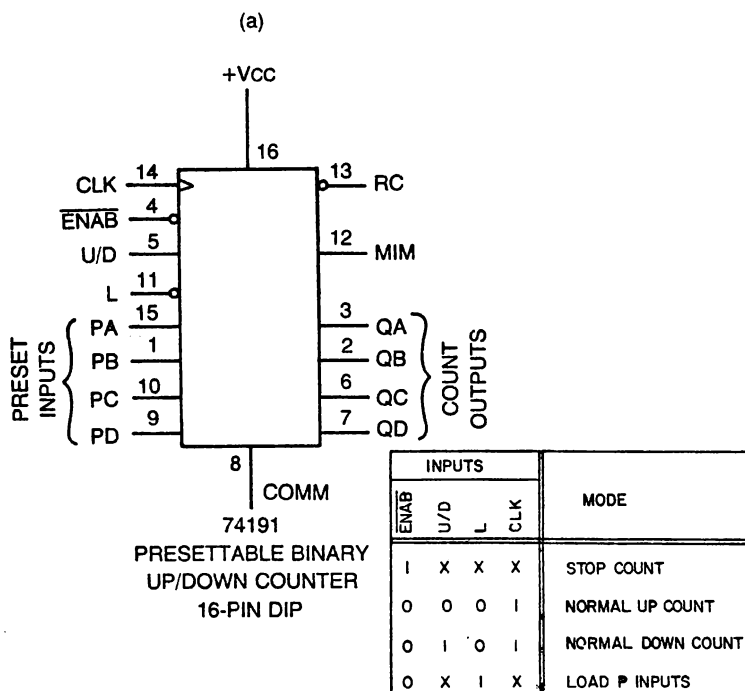 (a)
+VCC
16
CLK 14
13 RC
ENAB 4
U/D 5
12 MIM
L 11
PRESET INPUTS
PA 15
PB 1
PC 10
PD 9
3 QA
2 QB
6 QC
7 QD
COUNT OUTPUTS
8
COMM
74191
PRESETTABLE BINARY
UP/DOWN COUNTER
16-PIN DIP
INPUTS
ENAB U/D L CLK MODE
1 X X X STOP COUNT
0 0 0 1 NORMAL UP COUNT
0 1 0 1 NORMAL DOWN COUNT
0 X 1 X LOAD P INPUTS